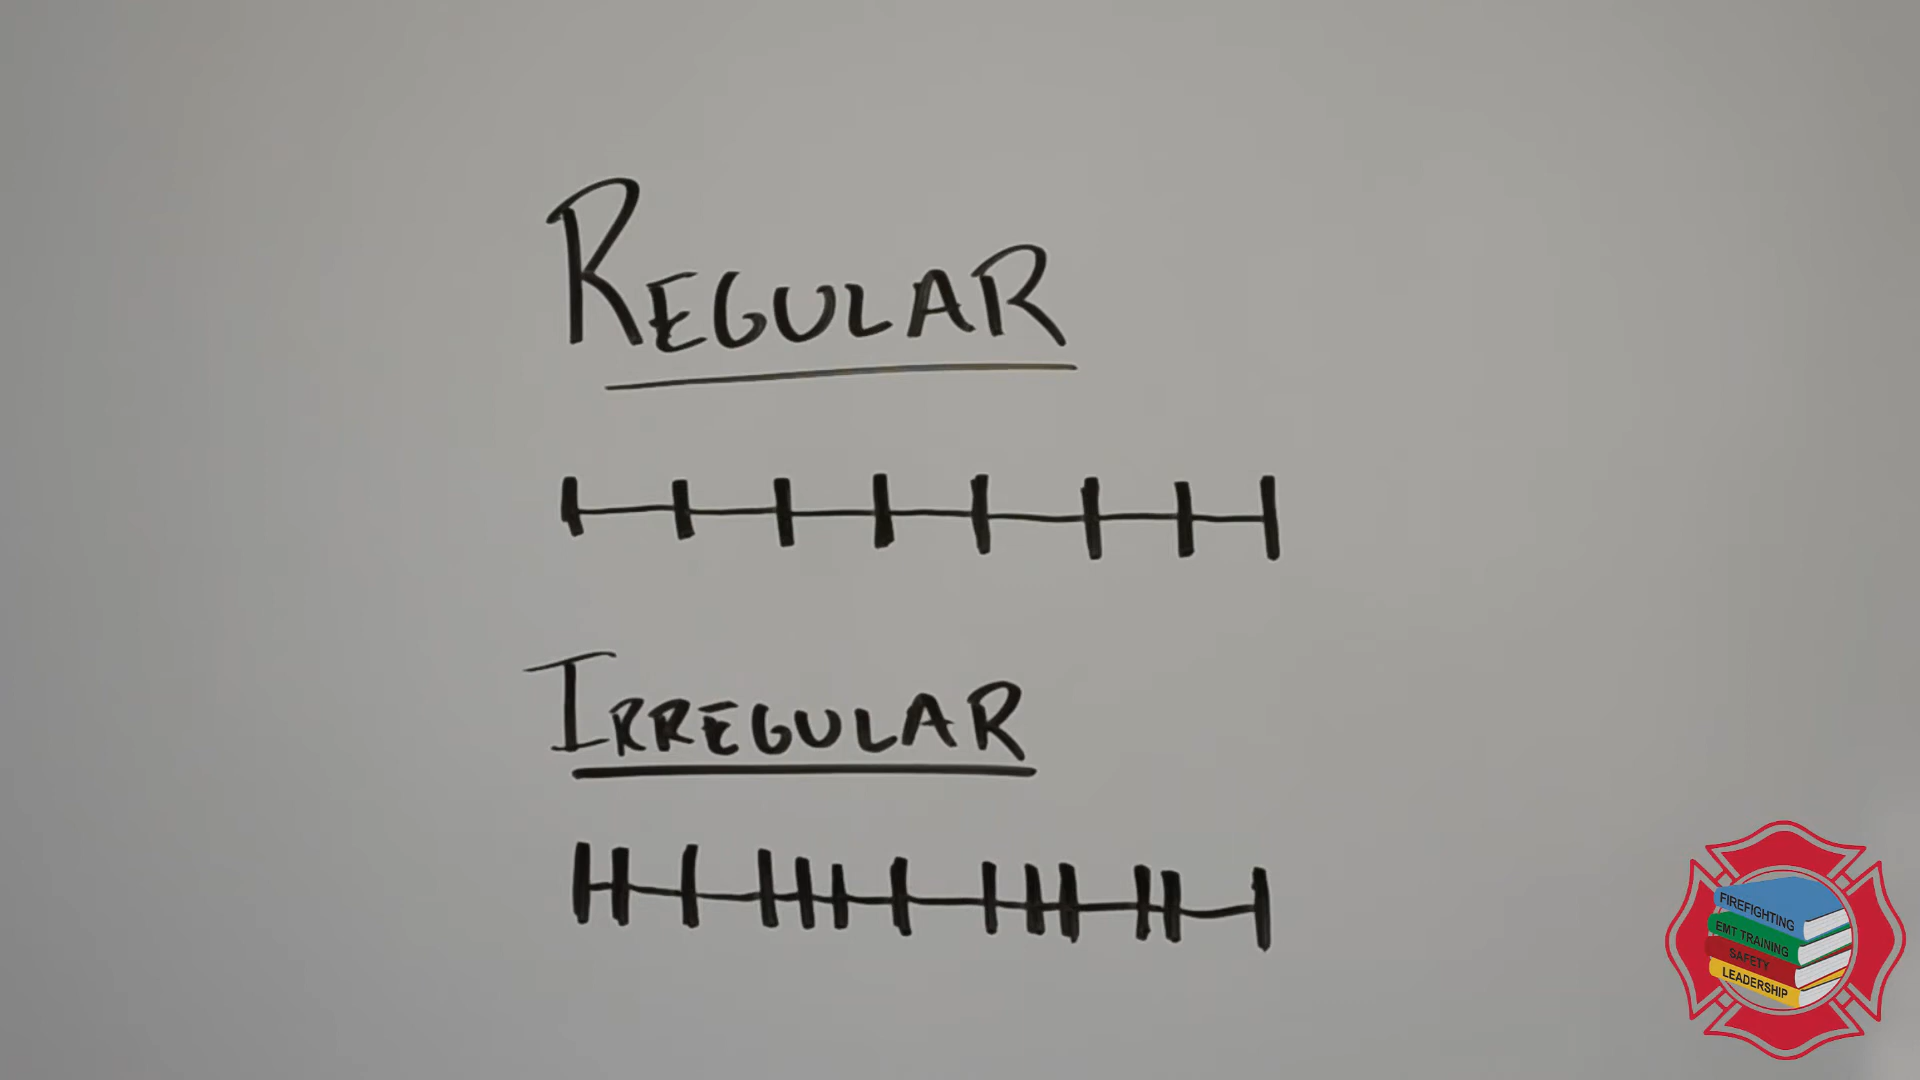 REGULAR
IRREGULAR
FIREFIGHTING
EMT TRAINING
SAFETY
LEADERSHIP